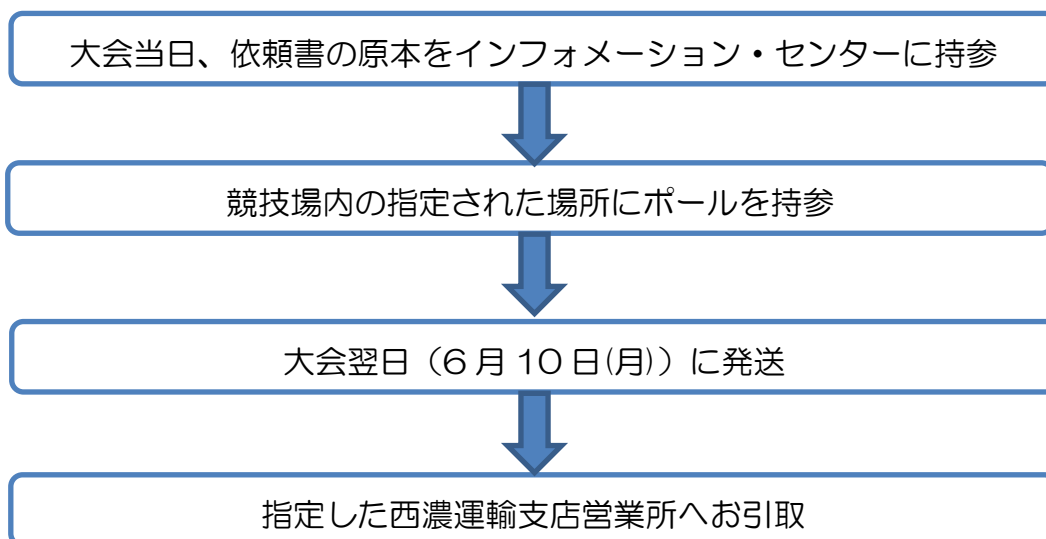 大会当日、依頼書の原本をインフォメーション・センターに持参
競技場内の指定された場所にポールを持参
大会翌日（6月10日(月)）に発送
指定した西濃運輸支店営業所へお引取